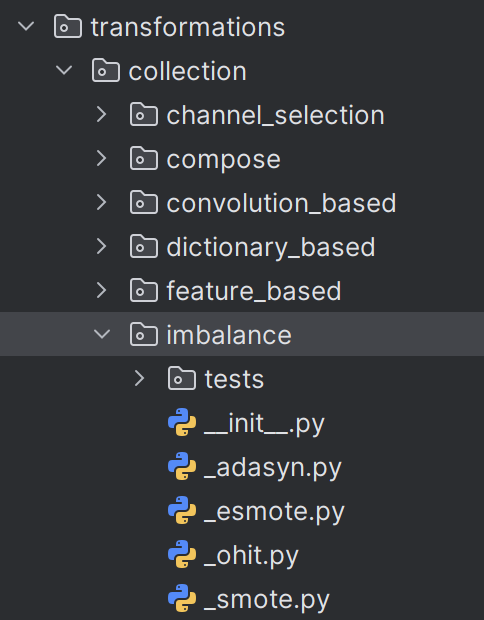 transformations
collection
channel_selection
compose
convolution_based
dictionary_based
feature_based
imbalance
tests
__init__.py
_adasyn.py
_esmote.py
_ohit.py
_smote.py